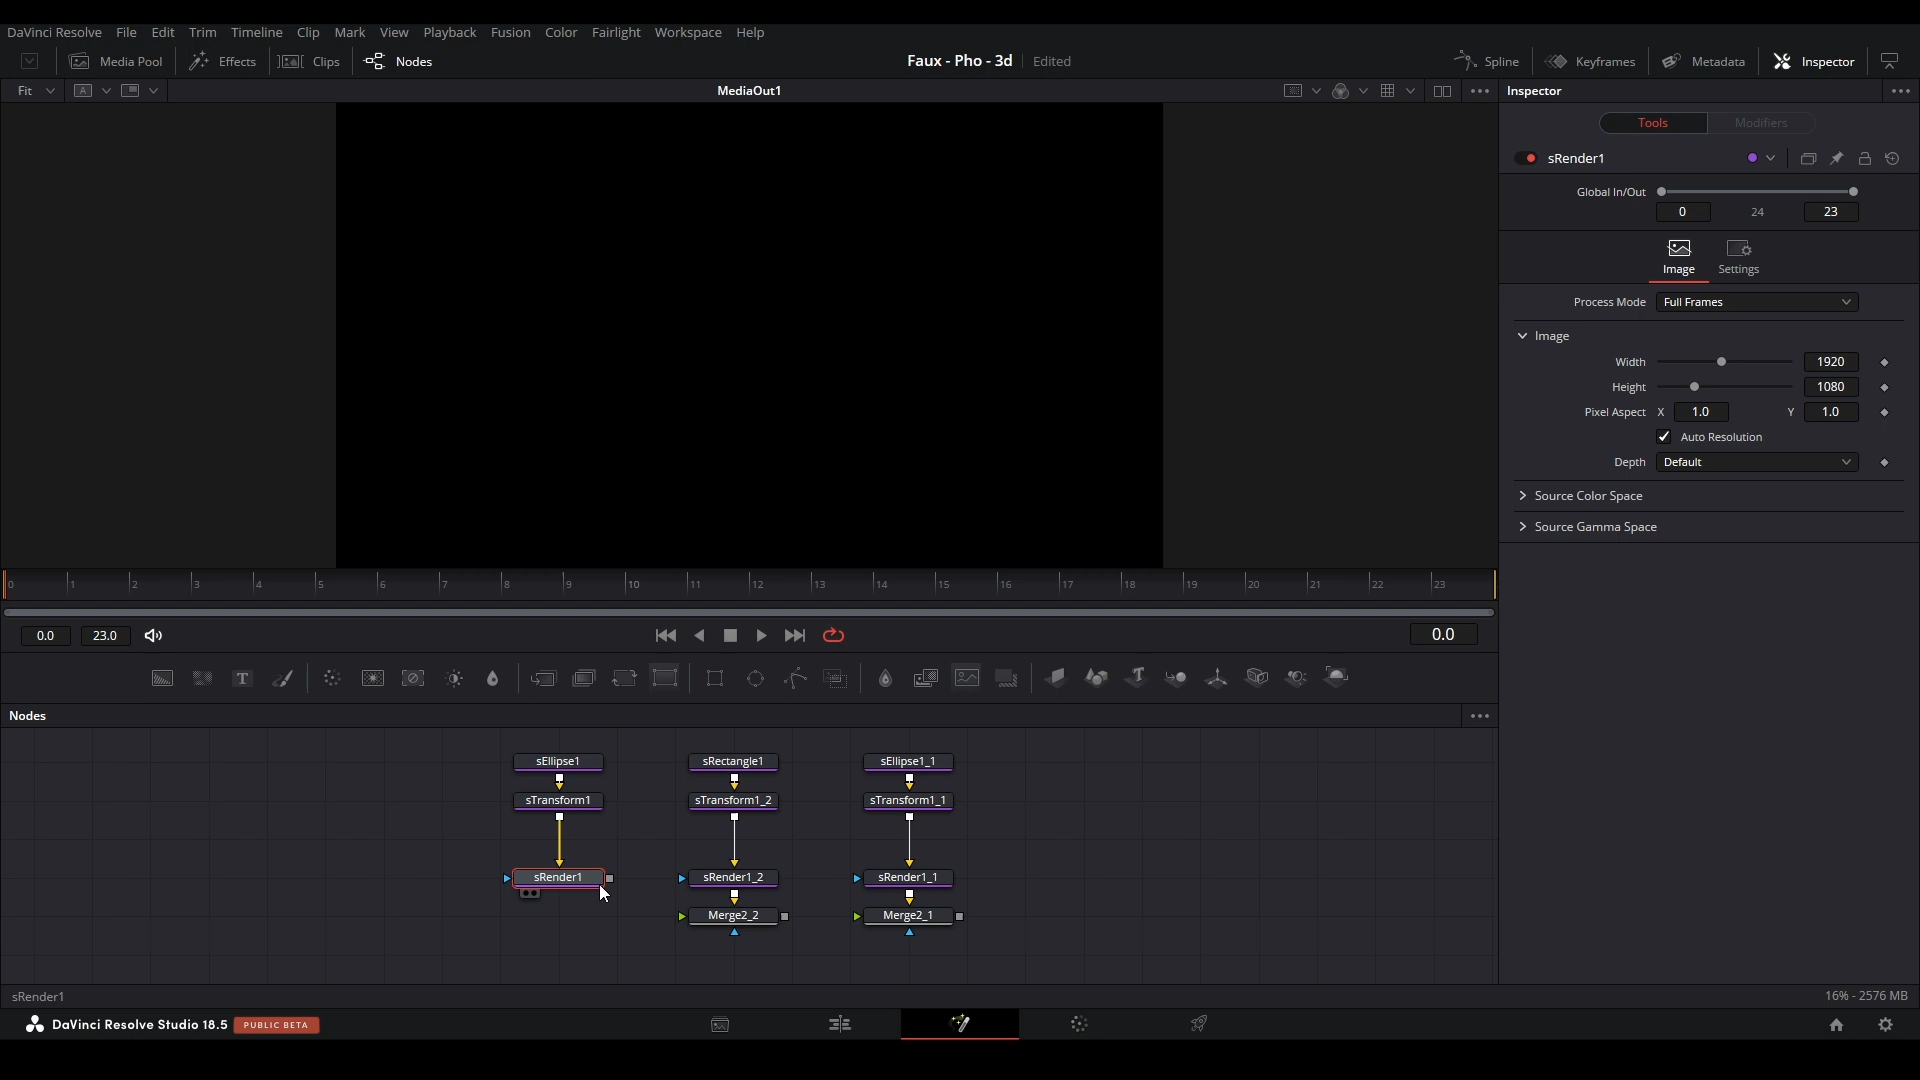 DaVinci Resolve File Edit Trim Timeline Clip Mark View Playback Fusion Color Fairlight Workspace Help
Media Pool Effects Clips Nodes Faux - Pho - 3d Edited Spline Keyframes Metadata Inspector
Fit A MediaOut1 Inspector
Tools Modifiers
sRender1
Global In/Out
0 24 23
Image Settings
Process Mode Full Frames
Image
Width 1920
Height 1080
Pixel Aspect X 1.0 Y 1.0
Auto Resolution
Depth Default
Source Color Space
Source Gamma Space
0 1 2 3 4 5 6 7 8 9 10 11 12 13 14 15 16 17 18 19 20 21 22 23
0.0 23.0 0.0
T
Nodes
sEllipse1 sRectangle1 sEllipse1_1
sTransform1 sTransform1_2 sTransform1_1
sRender1 sRender1_2 sRender1_1
Merge2_2 Merge2_1
sRender1 16% - 2576 MB
DaVinci Resolve Studio 18.5 PUBLIC BETA